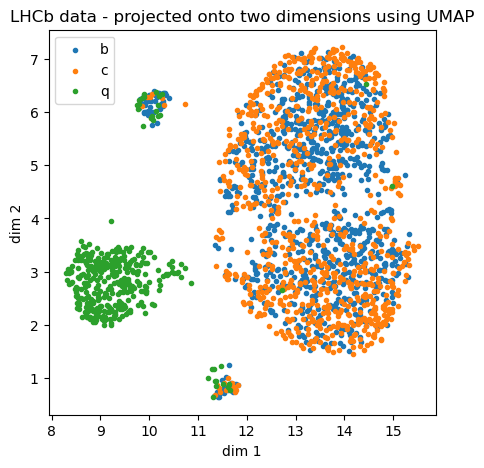 LHCb data - projected onto two dimensions using UMAP
b
c
q
7
6
5
4
3
2
1
dim 2
8 9 10 11 12 13 14 15
dim 1